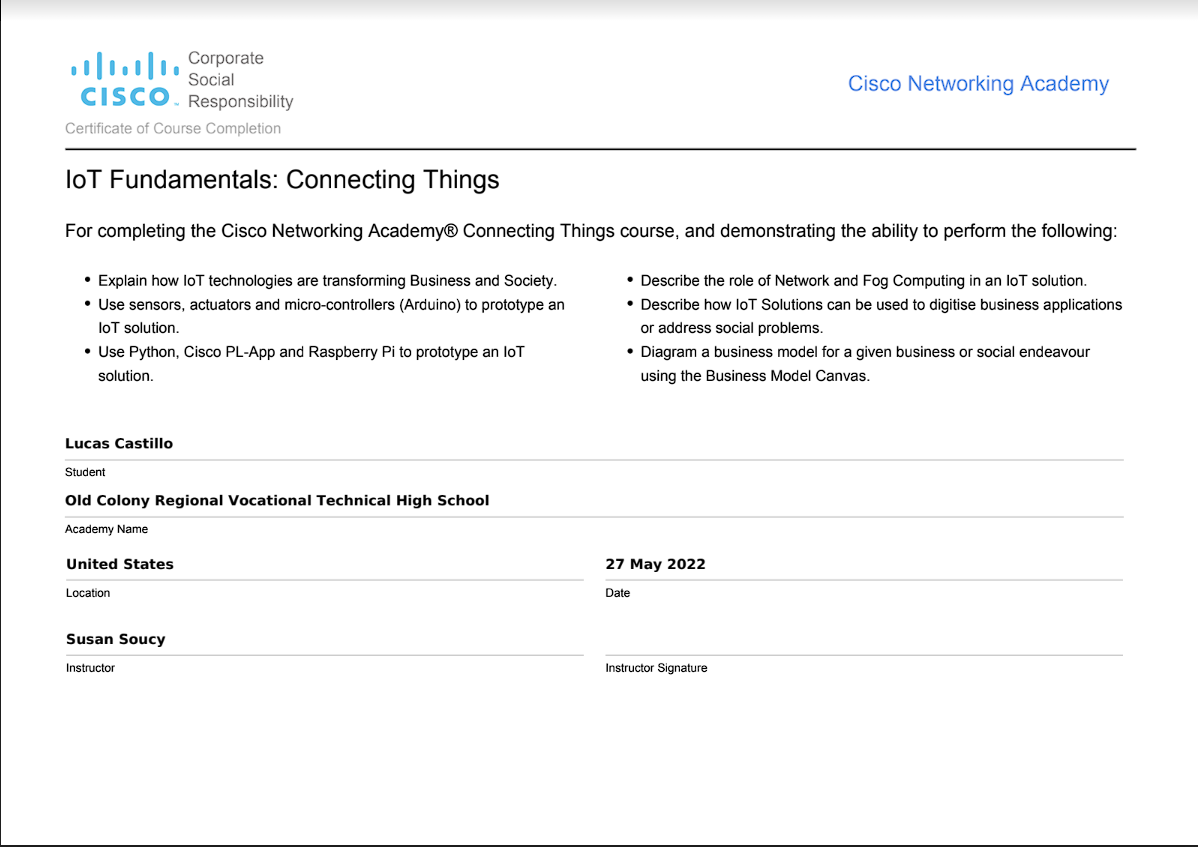 Corporate
Social
Responsibility
CISCO™
Cisco Networking Academy
Certificate of Course Completion
IoT Fundamentals: Connecting Things
For completing the Cisco Networking Academy® Connecting Things course, and demonstrating the ability to perform the following:
• Explain how IoT technologies are transforming Business and Society.
• Use sensors, actuators and micro-controllers (Arduino) to prototype an
IoT solution.
• Use Python, Cisco PL-App and Raspberry Pi to prototype an IoT
solution.
• Describe the role of Network and Fog Computing in an IoT solution.
• Describe how IoT Solutions can be used to digitise business applications
or address social problems.
• Diagram a business model for a given business or social endeavour
using the Business Model Canvas.
Lucas Castillo
Student
Old Colony Regional Vocational Technical High School
Academy Name
United States
Location
27 May 2022
Date
Susan Soucy
Instructor
Instructor Signature